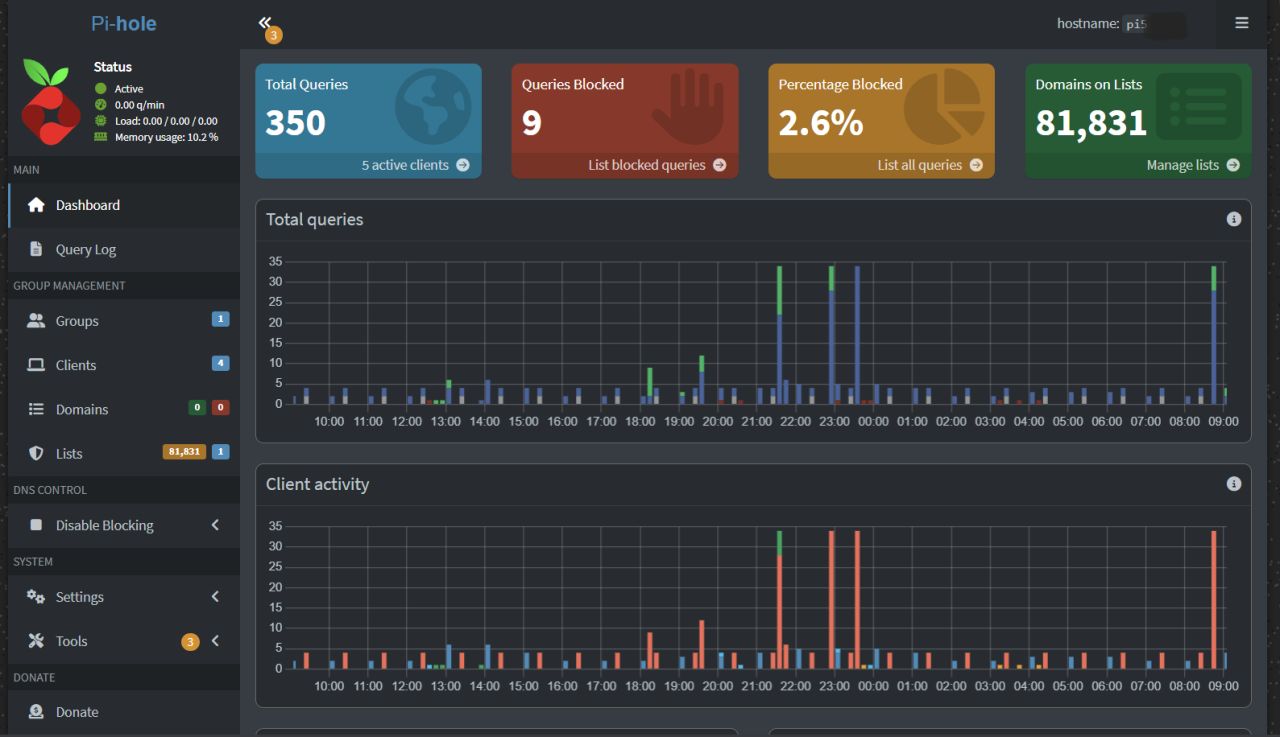 Pi-hole
3
hostname: pi5
Status
Active
0.00 q/min
Load: 0.00 / 0.00 / 0.00
Memory usage: 10.2 %
MAIN
Dashboard
Query Log
GROUP MANAGEMENT
Groups 1
Clients 4
Domains 0 0
Lists 81,831 1
DNS CONTROL
Disable Blocking
SYSTEM
Settings
Tools 3
DONATE
Donate
Total Queries
350
5 active clients
Queries Blocked
9
List blocked queries
Percentage Blocked
2.6%
List all queries
Domains on Lists
81,831
Manage lists
Total queries
35
30
25
20
15
10
5
0
10:00 11:00 12:00 13:00 14:00 15:00 16:00 17:00 18:00 19:00 20:00 21:00 22:00 23:00 00:00 01:00 02:00 03:00 04:00 05:00 06:00 07:00 08:00 09:00
Client activity
35
30
25
20
15
10
5
0
10:00 11:00 12:00 13:00 14:00 15:00 16:00 17:00 18:00 19:00 20:00 21:00 22:00 23:00 00:00 01:00 02:00 03:00 04:00 05:00 06:00 07:00 08:00 09:00